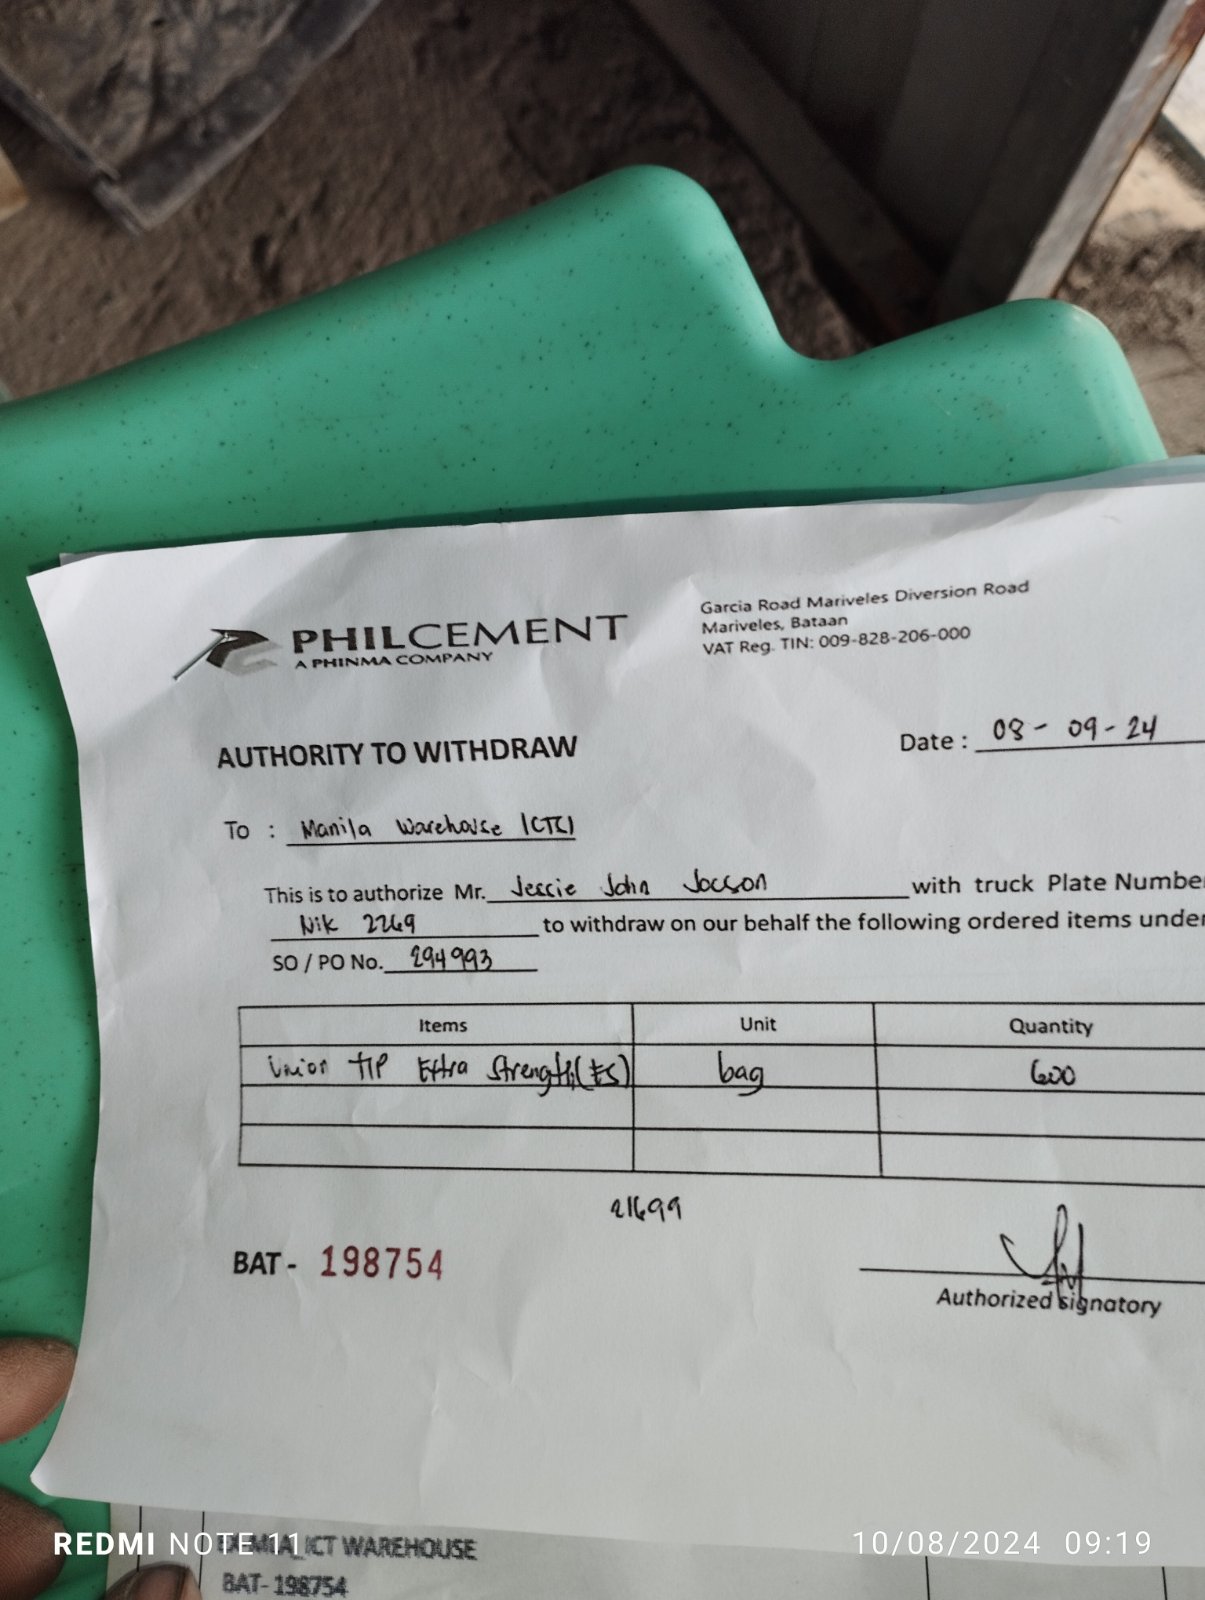 PHILCEMENT
A PHINMA COMPANY
Garcia Road Mariveles Diversion Road
Mariveles, Bataan
VAT Reg. TIN: 009-828-206-000
AUTHORITY TO WITHDRAW
Date : 08-09-24
To : Manila Warehouse ICTCI
This is to authorize Mr. Jessie John Jocson with truck Plate Number
Nik 2269 to withdraw on our behalf the following ordered items under
SO / PO No. 294993
Items Unit Quantity
Union TIP Extra Strength (ES) bag 600
21699
BAT - 198754
Authorized signatory
REDMI NOTE 11
ICT WAREHOUSE
10/08/2024 09:19
BAT-198754